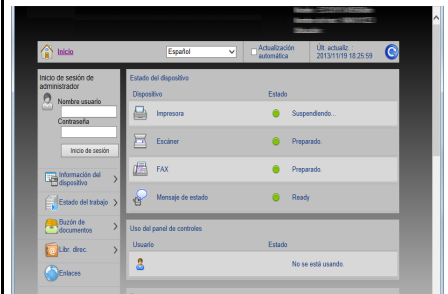 Inicio
Español
Actualización
automática
Últ. actualiz. :
2013/11/19 18:25:59
Inicio de sesión de
administrador
Nombre usuario
Contraseña
Inicio de sesión
Información del
dispositivo
Estado del trabajo
Buzón de
documentos
Libr. direc.
Enlaces
Estado del dispositivo
Dispositivo Estado
Impresora Suspendiendo...
Escáner Preparado.
FAX Preparado.
Mensaje de estado Ready
Uso del panel de controles
Usuario Estado
No se está usando.